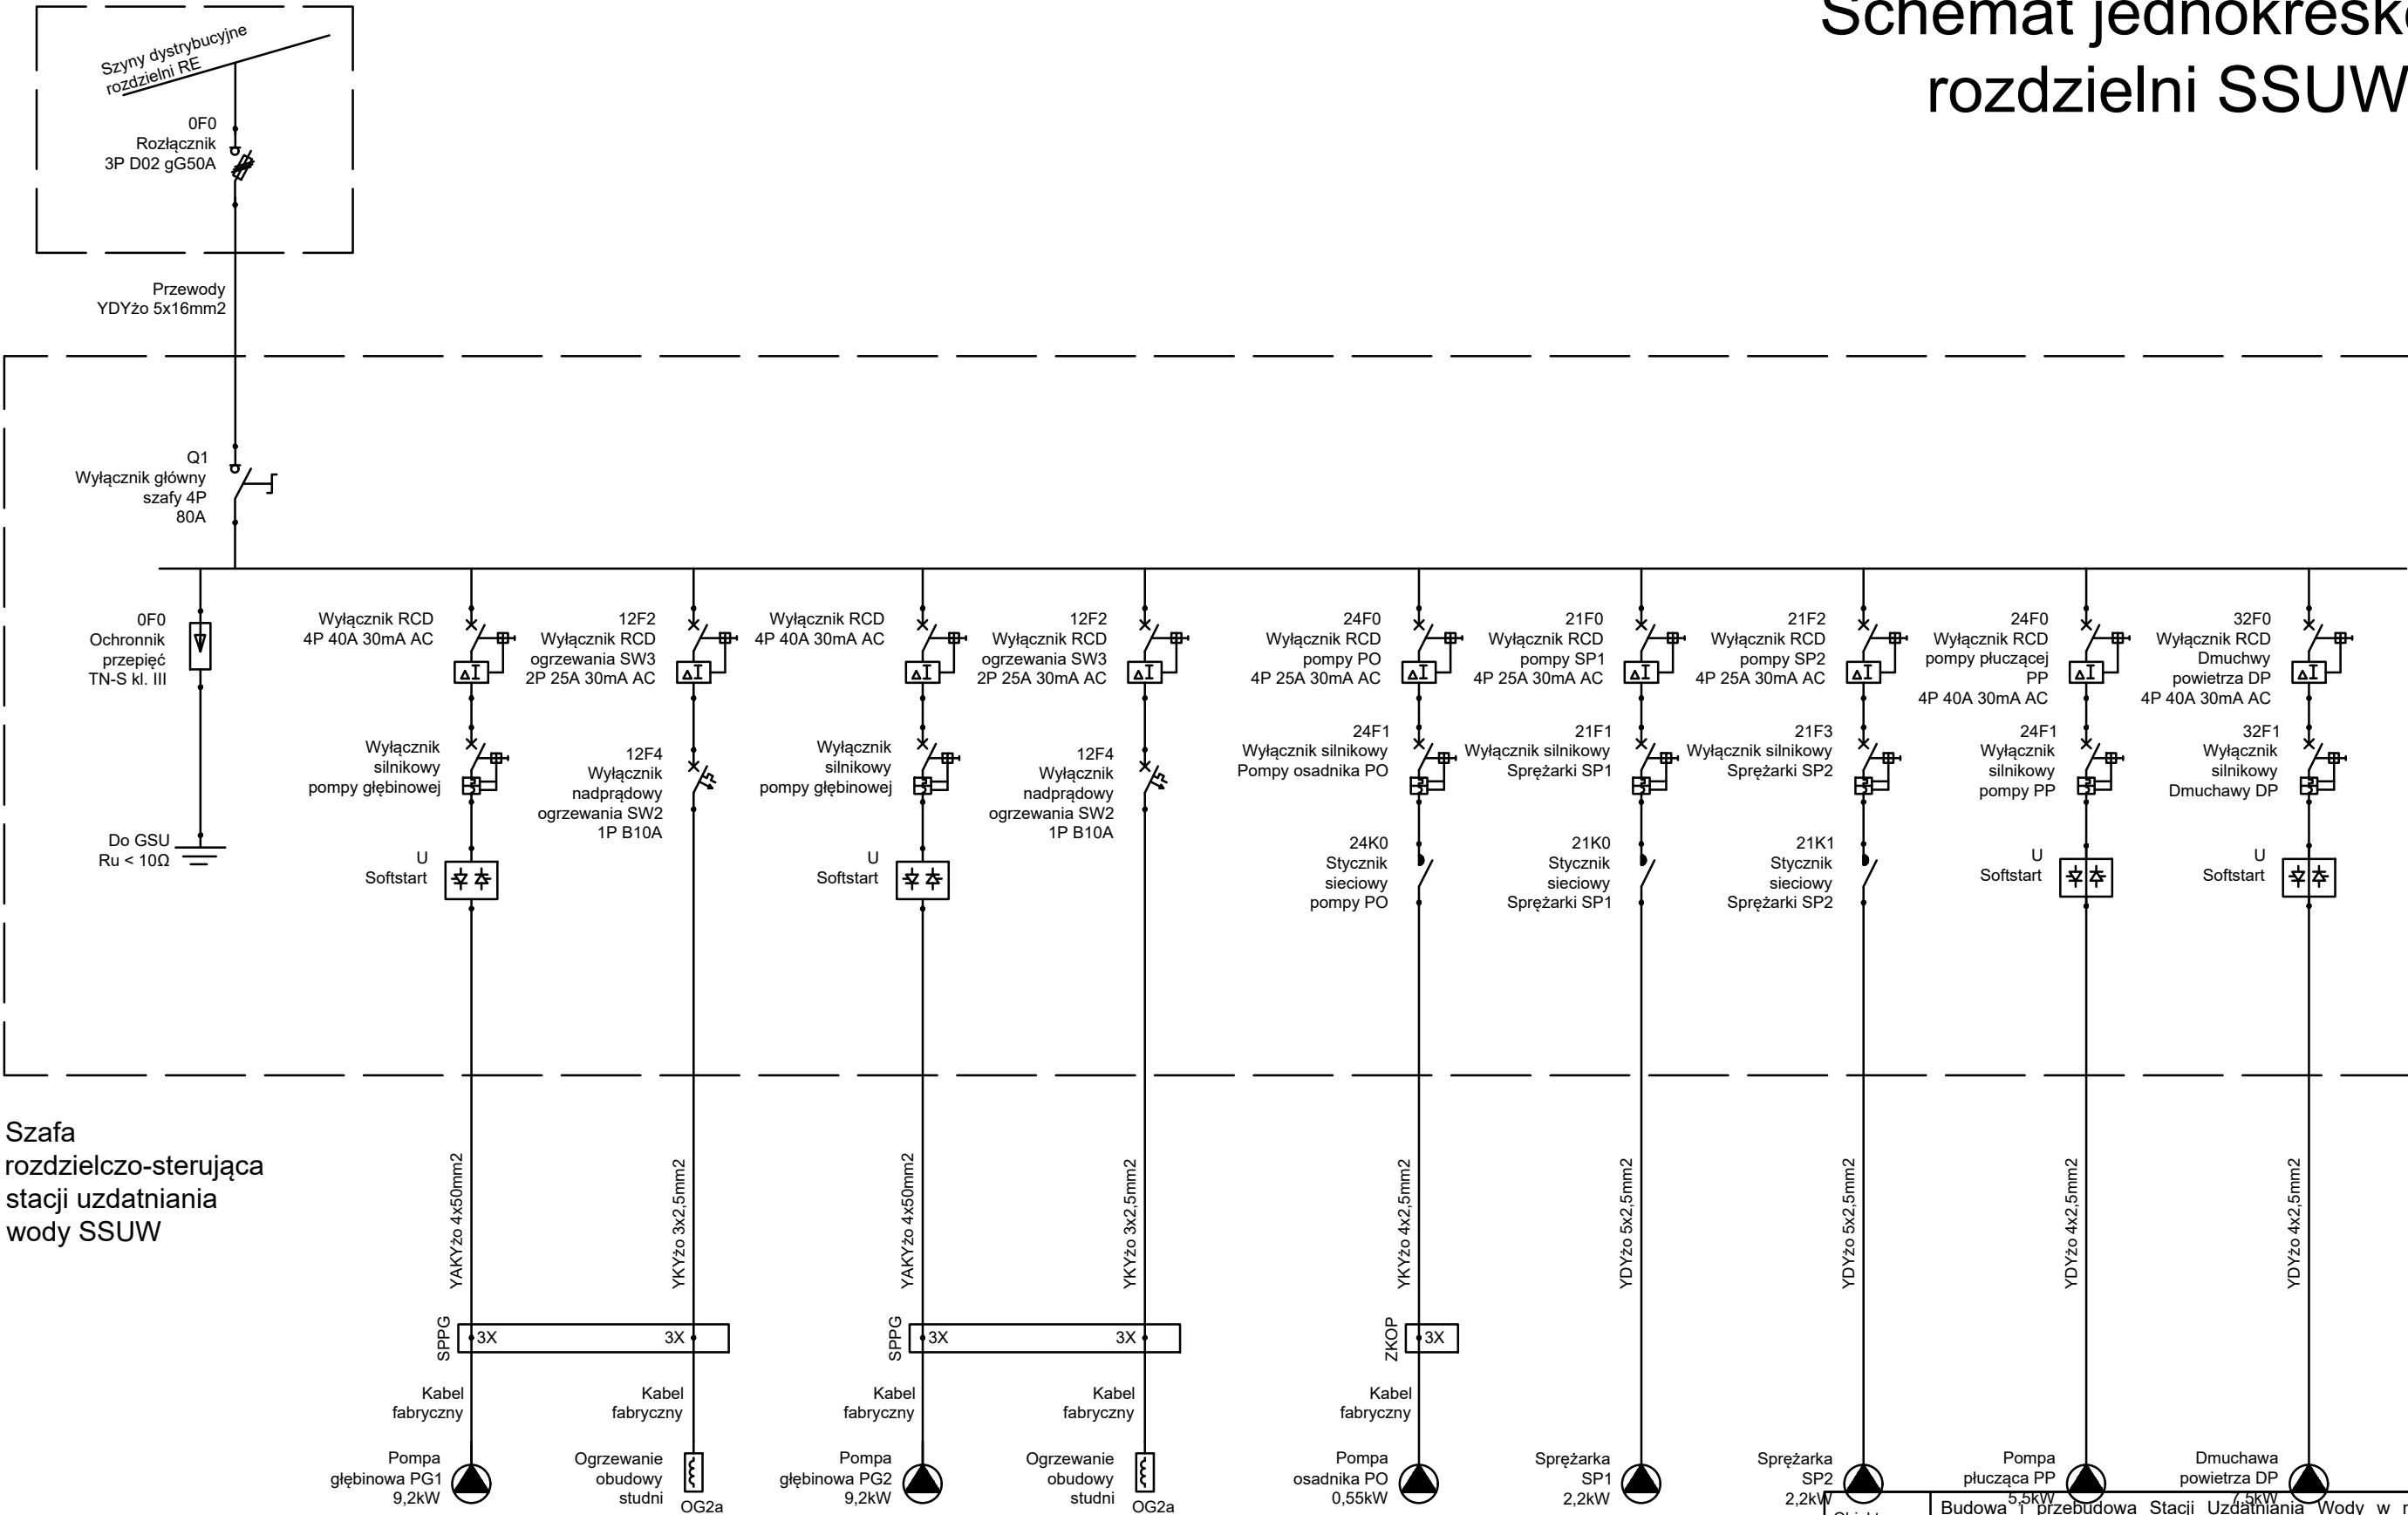 Schemat jednokresko
rozdzielni SSUW
Szyny dystrybucyjne
rozdzielni RE
0F0
Rozłącznik
3P D02 gG50A
Przewody
YDYżo 5x16mm2
Q1
Wyłącznik główny
szafy 4P
80A
0F0
Ochronnik
przepięć
TN-S kl. III
Do GSU
Ru < 10Ω
Wyłącznik RCD
4P 40A 30mA AC
Wyłącznik
silnikowy
pompy głębinowej
U
Softstart
12F2
Wyłącznik RCD
ogrzewania SW3
2P 25A 30mA AC
12F4
Wyłącznik
nadprądowy
ogrzewania SW2
1P B10A
Wyłącznik RCD
4P 40A 30mA AC
Wyłącznik
silnikowy
pompy głębinowej
U
Softstart
12F2
Wyłącznik RCD
ogrzewania SW3
2P 25A 30mA AC
12F4
Wyłącznik
nadprądowy
ogrzewania SW2
1P B10A
24F0
Wyłącznik RCD
pompy PO
4P 25A 30mA AC
24F1
Wyłącznik silnikowy
Pompy osadnika PO
24K0
Stycznik
sieciowy
pompy PO
21F0
Wyłącznik RCD
pompy SP1
4P 25A 30mA AC
21F1
Wyłącznik silnikowy
Sprężarki SP1
21K0
Stycznik
sieciowy
Sprężarki SP1
21F2
Wyłącznik RCD
pompy SP2
4P 25A 30mA AC
21F3
Wyłącznik silnikowy
Sprężarki SP2
21K1
Stycznik
sieciowy
Sprężarki SP2
24F0
Wyłącznik RCD
pompy płuczącej
PP
4P 40A 30mA AC
24F1
Wyłącznik
silnikowy
pompy PP
U
Softstart
32F0
Wyłącznik RCD
Dmuchwy
powietrza DP
4P 40A 30mA AC
32F1
Wyłącznik
silnikowy
Dmuchawy DP
U
Softstart
Szafa
rozdzielczo-sterująca
stacji uzdatniania
wody SSUW
YAKYżo 4x50mm2
YKYżo 3x2,5mm2
YAKYżo 4x50mm2
YKYżo 3x2,5mm2
YKYżo 4x2,5mm2
YDYżo 5x2,5mm2
YDYżo 5x2,5mm2
YDYżo 4x2,5mm2
YDYżo 4x2,5mm2
SPPG
3X
3X
SPPG
3X
3X
ZKOP
3X
Kabel
fabryczny
Kabel
fabryczny
Kabel
fabryczny
Kabel
fabryczny
Kabel
fabryczny
Pompa
głębinowa PG1
9,2kW
Ogrzewanie
obudowy
studni
OG2a
Pompa
głębinowa PG2
9,2kW
Ogrzewanie
obudowy
studni
OG2a
Pompa
osadnika PO
0,55kW
Sprężarka
SP1
2,2kW
Sprężarka
SP2
2,2kW
Pompa
płucząca PP
5,5kW
Dmuchawa
powietrza DP
7,5kW
Budowa i przebudowa Stacji Uzdatniania Wody w